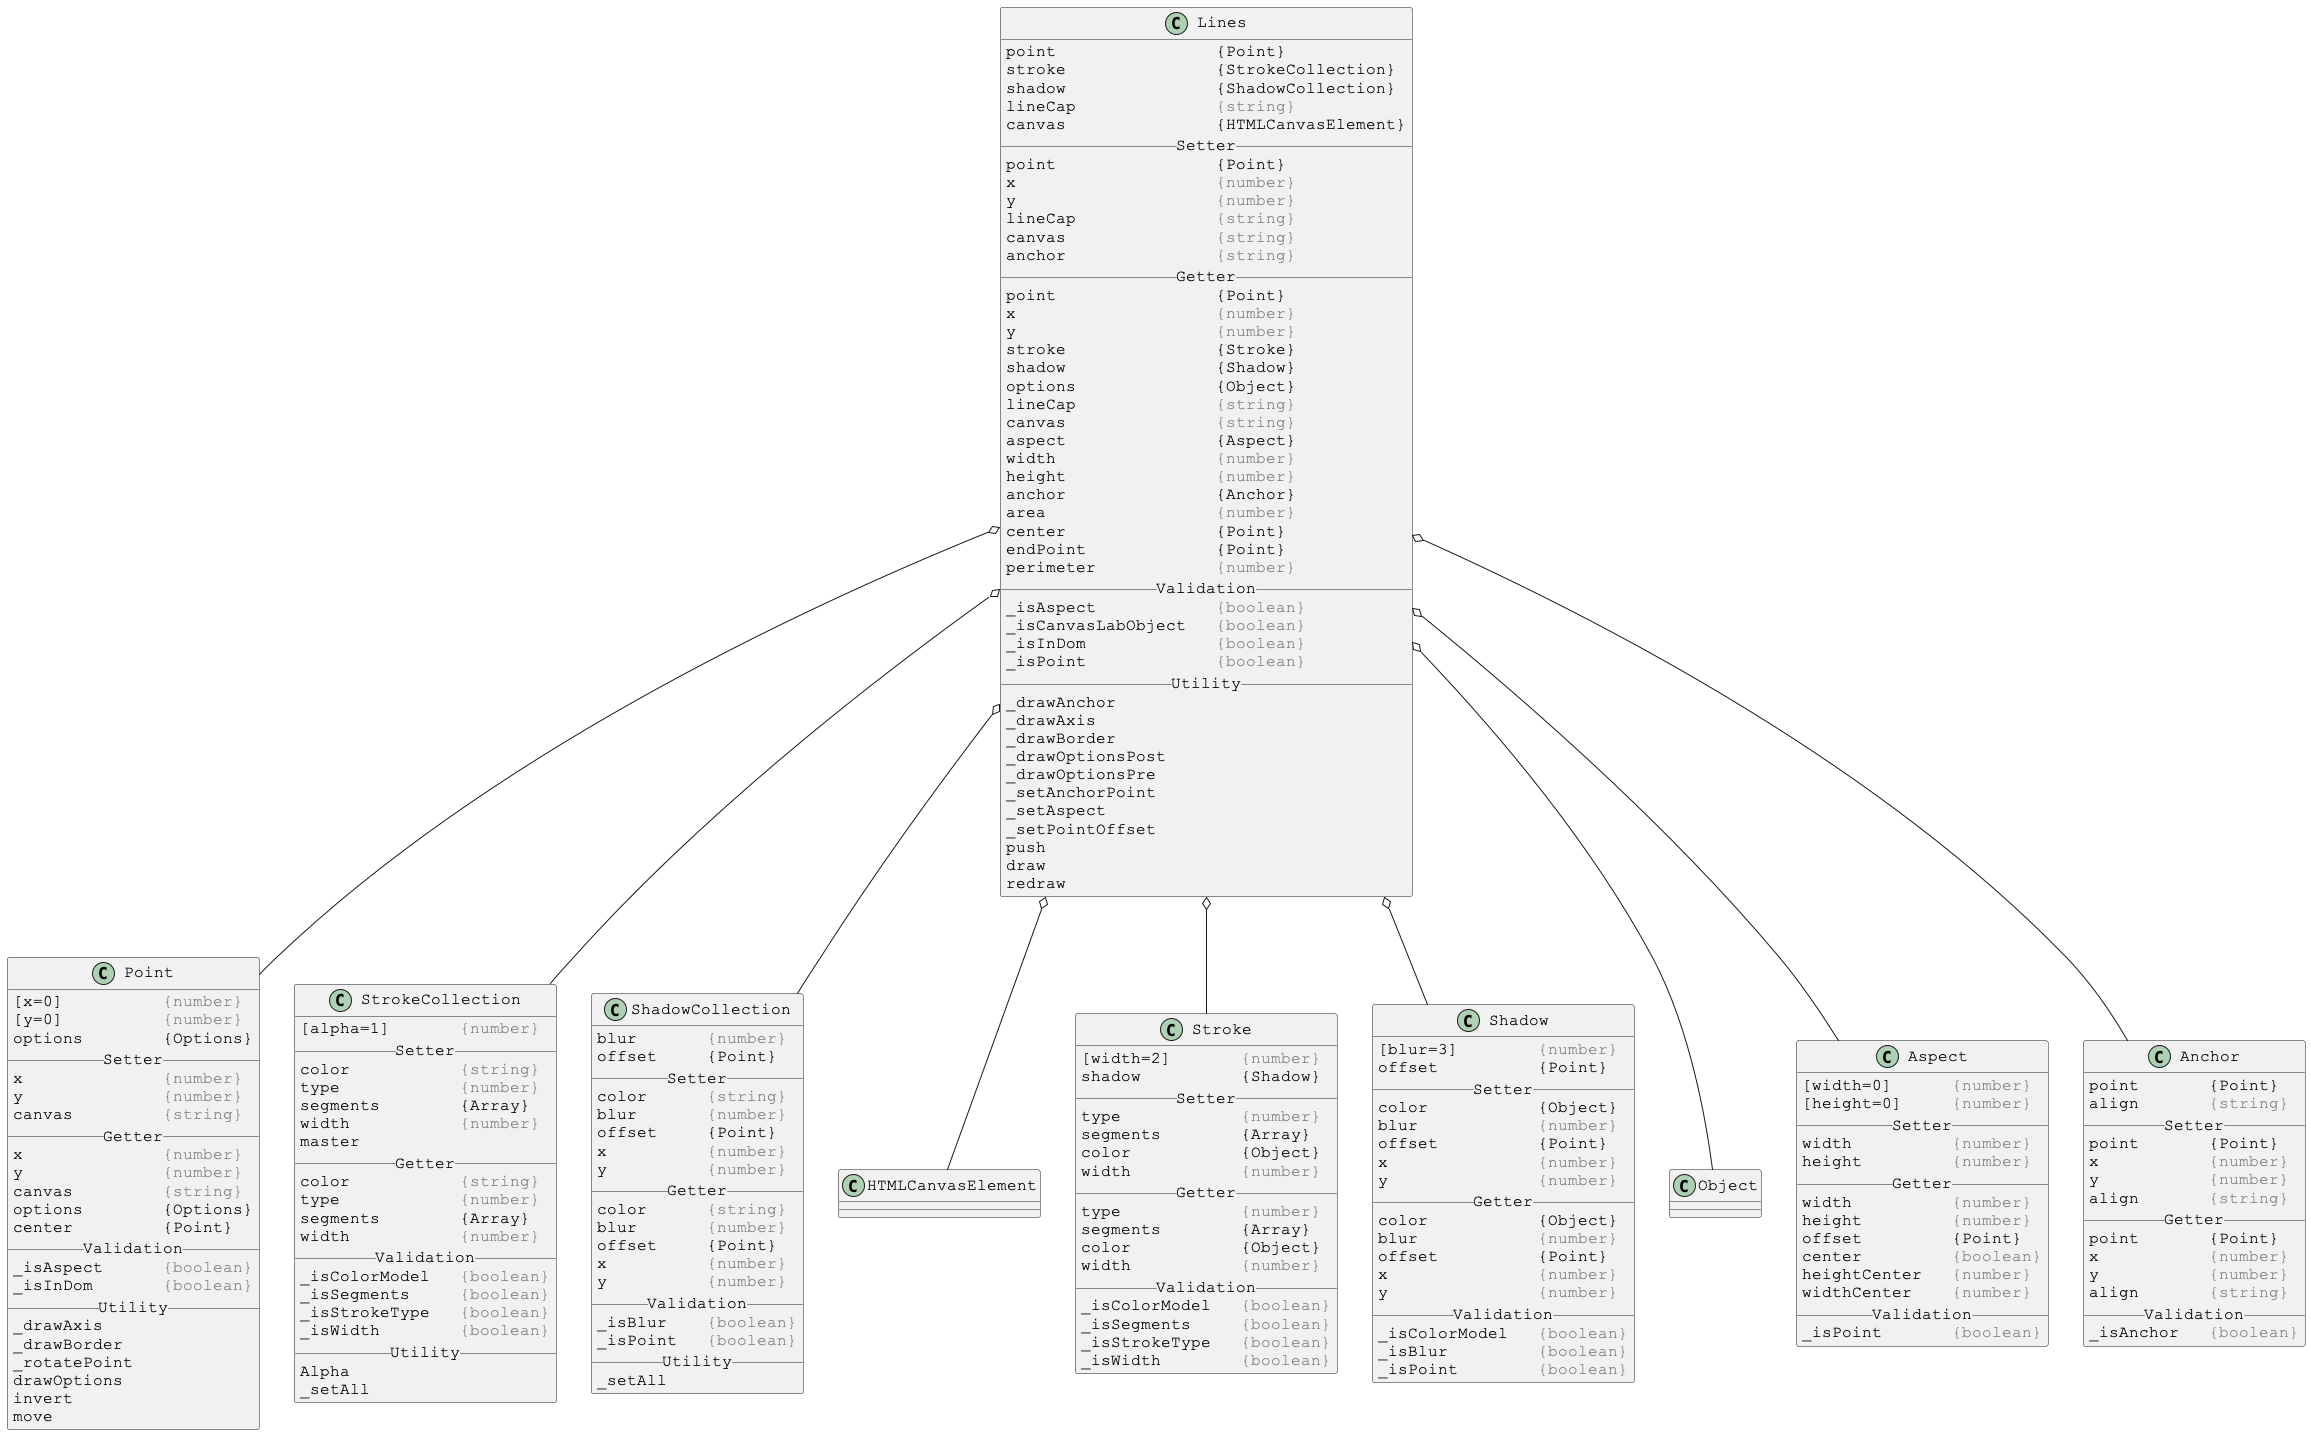 C Lines
point {Point}
stroke {StrokeCollection}
shadow {ShadowCollection}
lineCap {string}
canvas {HTMLCanvasElement}
Setter
point {Point}
x {number}
y {number}
lineCap {string}
canvas {string}
anchor {string}
Getter
point {Point}
x {number}
y {number}
stroke {Stroke}
shadow {Shadow}
options {Object}
lineCap {string}
canvas {string}
aspect {Aspect}
width {number}
height {number}
anchor {Anchor}
area {number}
center {Point}
endPoint {Point}
perimeter {number}
Validation
_isAspect {boolean}
_isCanvasLabObject {boolean}
_isInDom {boolean}
_isPoint {boolean}
Utility
_drawAnchor
_drawAxis
_drawBorder
_drawOptionsPost
_drawOptionsPre
_setAnchorPoint
_setAspect
_setPointOffset
push
draw
redraw
C Point
[x=0] {number}
[y=0] {number}
options {Options}
Setter
x {number}
y {number}
canvas {string}
Getter
x {number}
y {number}
canvas {string}
options {Options}
center {Point}
Validation
_isAspect {boolean}
_isInDom {boolean}
Utility
_drawAxis
_drawBorder
_rotatePoint
drawOptions
invert
move
C StrokeCollection
[alpha=1] {number}
Setter
color {string}
type {number}
segments {Array}
width {number}
master
Getter
color {string}
type {number}
segments {Array}
width {number}
Validation
_isColorModel {boolean}
_isSegments {boolean}
_isStrokeType {boolean}
_isWidth {boolean}
Utility
Alpha
_setAll
C ShadowCollection
blur {number}
offset {Point}
Setter
color {string}
blur {number}
offset {Point}
x {number}
y {number}
Getter
color {string}
blur {number}
offset {Point}
x {number}
y {number}
Validation
_isBlur {boolean}
_isPoint {boolean}
Utility
_setAll
C HTMLCanvasElement
C Stroke
[width=2] {number}
shadow {Shadow}
Setter
type {number}
segments {Array}
color {Object}
width {number}
Getter
type {number}
segments {Array}
color {Object}
width {number}
Validation
_isColorModel {boolean}
_isSegments {boolean}
_isStrokeType {boolean}
_isWidth {boolean}
C Shadow
[blur=3] {number}
offset {Point}
Setter
color {Object}
blur {number}
offset {Point}
x {number}
y {number}
Getter
color {Object}
blur {number}
offset {Point}
x {number}
y {number}
Validation
_isColorModel {boolean}
_isBlur {boolean}
_isPoint {boolean}
C Object
C Aspect
[width=0] {number}
[height=0] {number}
Setter
width {number}
height {number}
Getter
width {number}
height {number}
offset {Point}
center {boolean}
heightCenter {number}
widthCenter {number}
Validation
_isPoint {boolean}
C Anchor
point {Point}
align {string}
Setter
point {Point}
x {number}
y {number}
align {string}
Getter
point {Point}
x {number}
y {number}
align {string}
Validation
_isAnchor {boolean}